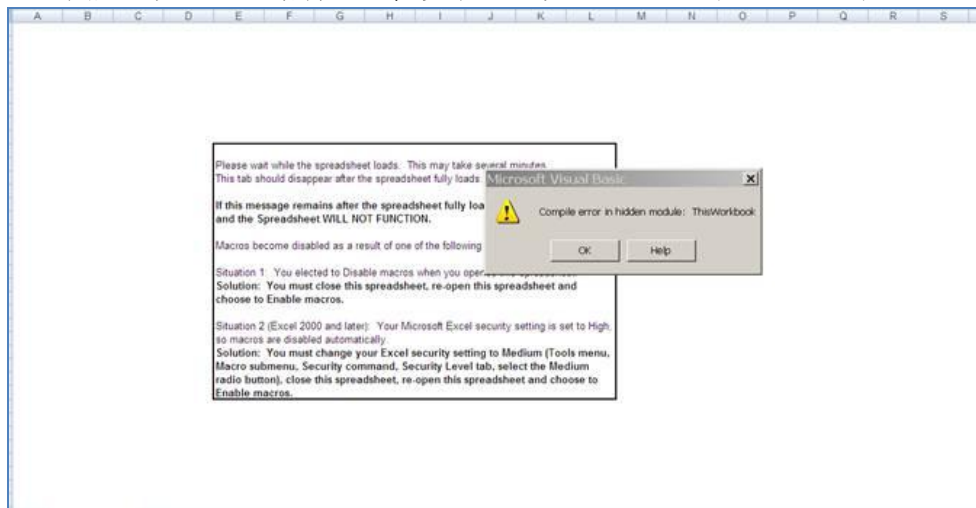 A B C D E F G H I J K L M N O P Q R S
Please wait while the spreadsheet loads. This may take several minutes.
This tab should disappear after the spreadsheet fully loads.
Microsoft Visual Basic
If this message remains after the spreadsheet fully loa
and the Spreadsheet WILL NOT FUNCTION.
Compile error in hidden module: ThisWorkbook
OK Help
Macros become disabled as a result of one of the following
Situation 1: You elected to Disable macros when you opened this spreadsheet.
Solution: You must close this spreadsheet, re-open this spreadsheet and
choose to Enable macros.
Situation 2 (Excel 2000 and later): Your Microsoft Excel security setting is set to High,
so macros are disabled automatically.
Solution: You must change your Excel security setting to Medium (Tools menu,
Macro submenu, Security command, Security Level tab, select the Medium
radio button), close this spreadsheet, re-open this spreadsheet and choose to
Enable macros.